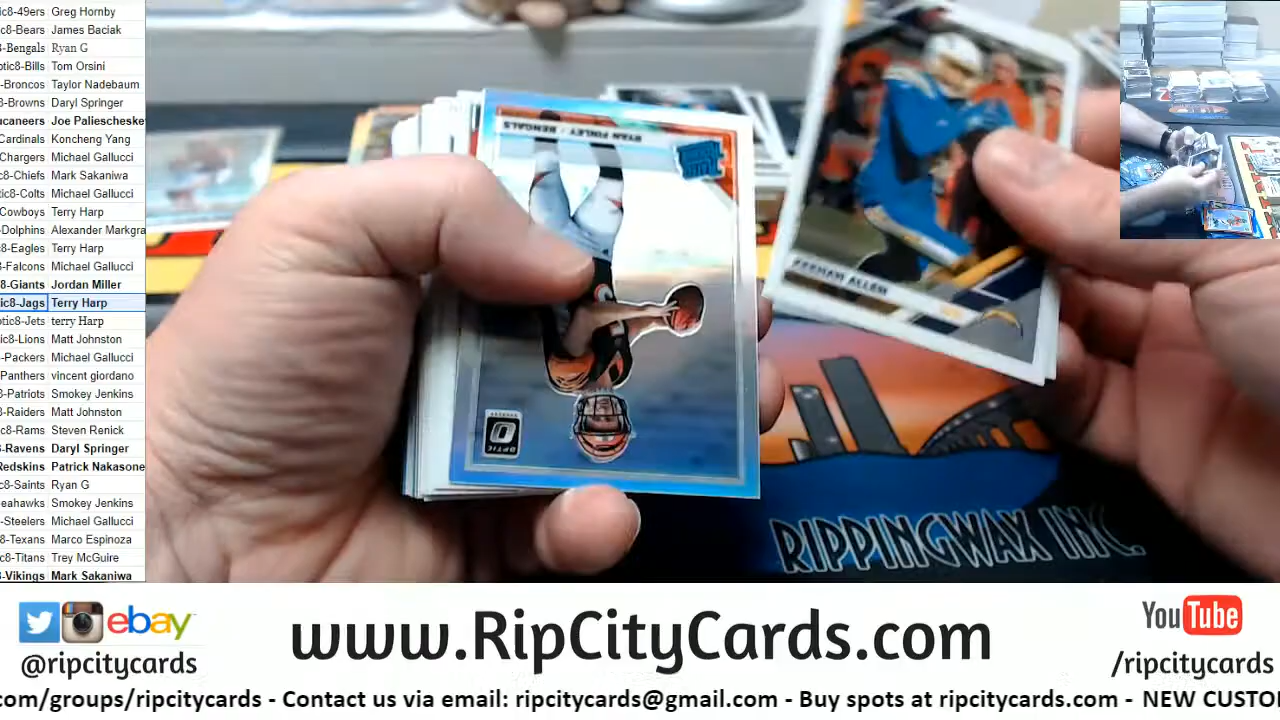 tic8-49ers Greg Hornby
c8-Bears James Baciak
8-Bengals Ryan G
ptic8-Bills Tom Orsini
-Broncos Taylor Nadebaum
8-Browns Daryl Springer
ucaneers Joe Paliescheske
Cardinals Koncheng Yang
Chargers Michael Gallucci
-Chiefs Mark Sakaniwa
tic8-Colts Michael Gallucci
Cowboys Terry Harp
-Dolphins Alexander Markgra
c8-Eagles Terry Harp
-Falcons Michael Gallucci
8-Giants Jordan Miller
ic8-Jags Terry Harp
ptic8-Jets terry Harp
ic8-Lions Matt Johnston
-Packers Michael Gallucci
Panthers vincent giordano
-Patriots Smokey Jenkins
-Raiders Matt Johnston
c8-Rams Steven Renick
-Ravens Daryl Springer
Redskins Patrick Nakasone
c8-Saints Ryan G
eahawks Smokey Jenkins
-Steelers Michael Gallucci
-Texans Marco Espinoza
ic8-Titans Trey McGuire
-Vikings Mark Sakaniwa
RYAN FINLEY BENGALS
OPTIC
KEENAN ALLEN
RIPPINGWAX INC.
ebay
@ripcitycards
www.RipCityCards.com
YouTube
/ripcitycards
com/groups/ripcitycards - Contact us via email: ripcitycards@gmail.com - Buy spots at ripcitycards.com - NEW CUSTO